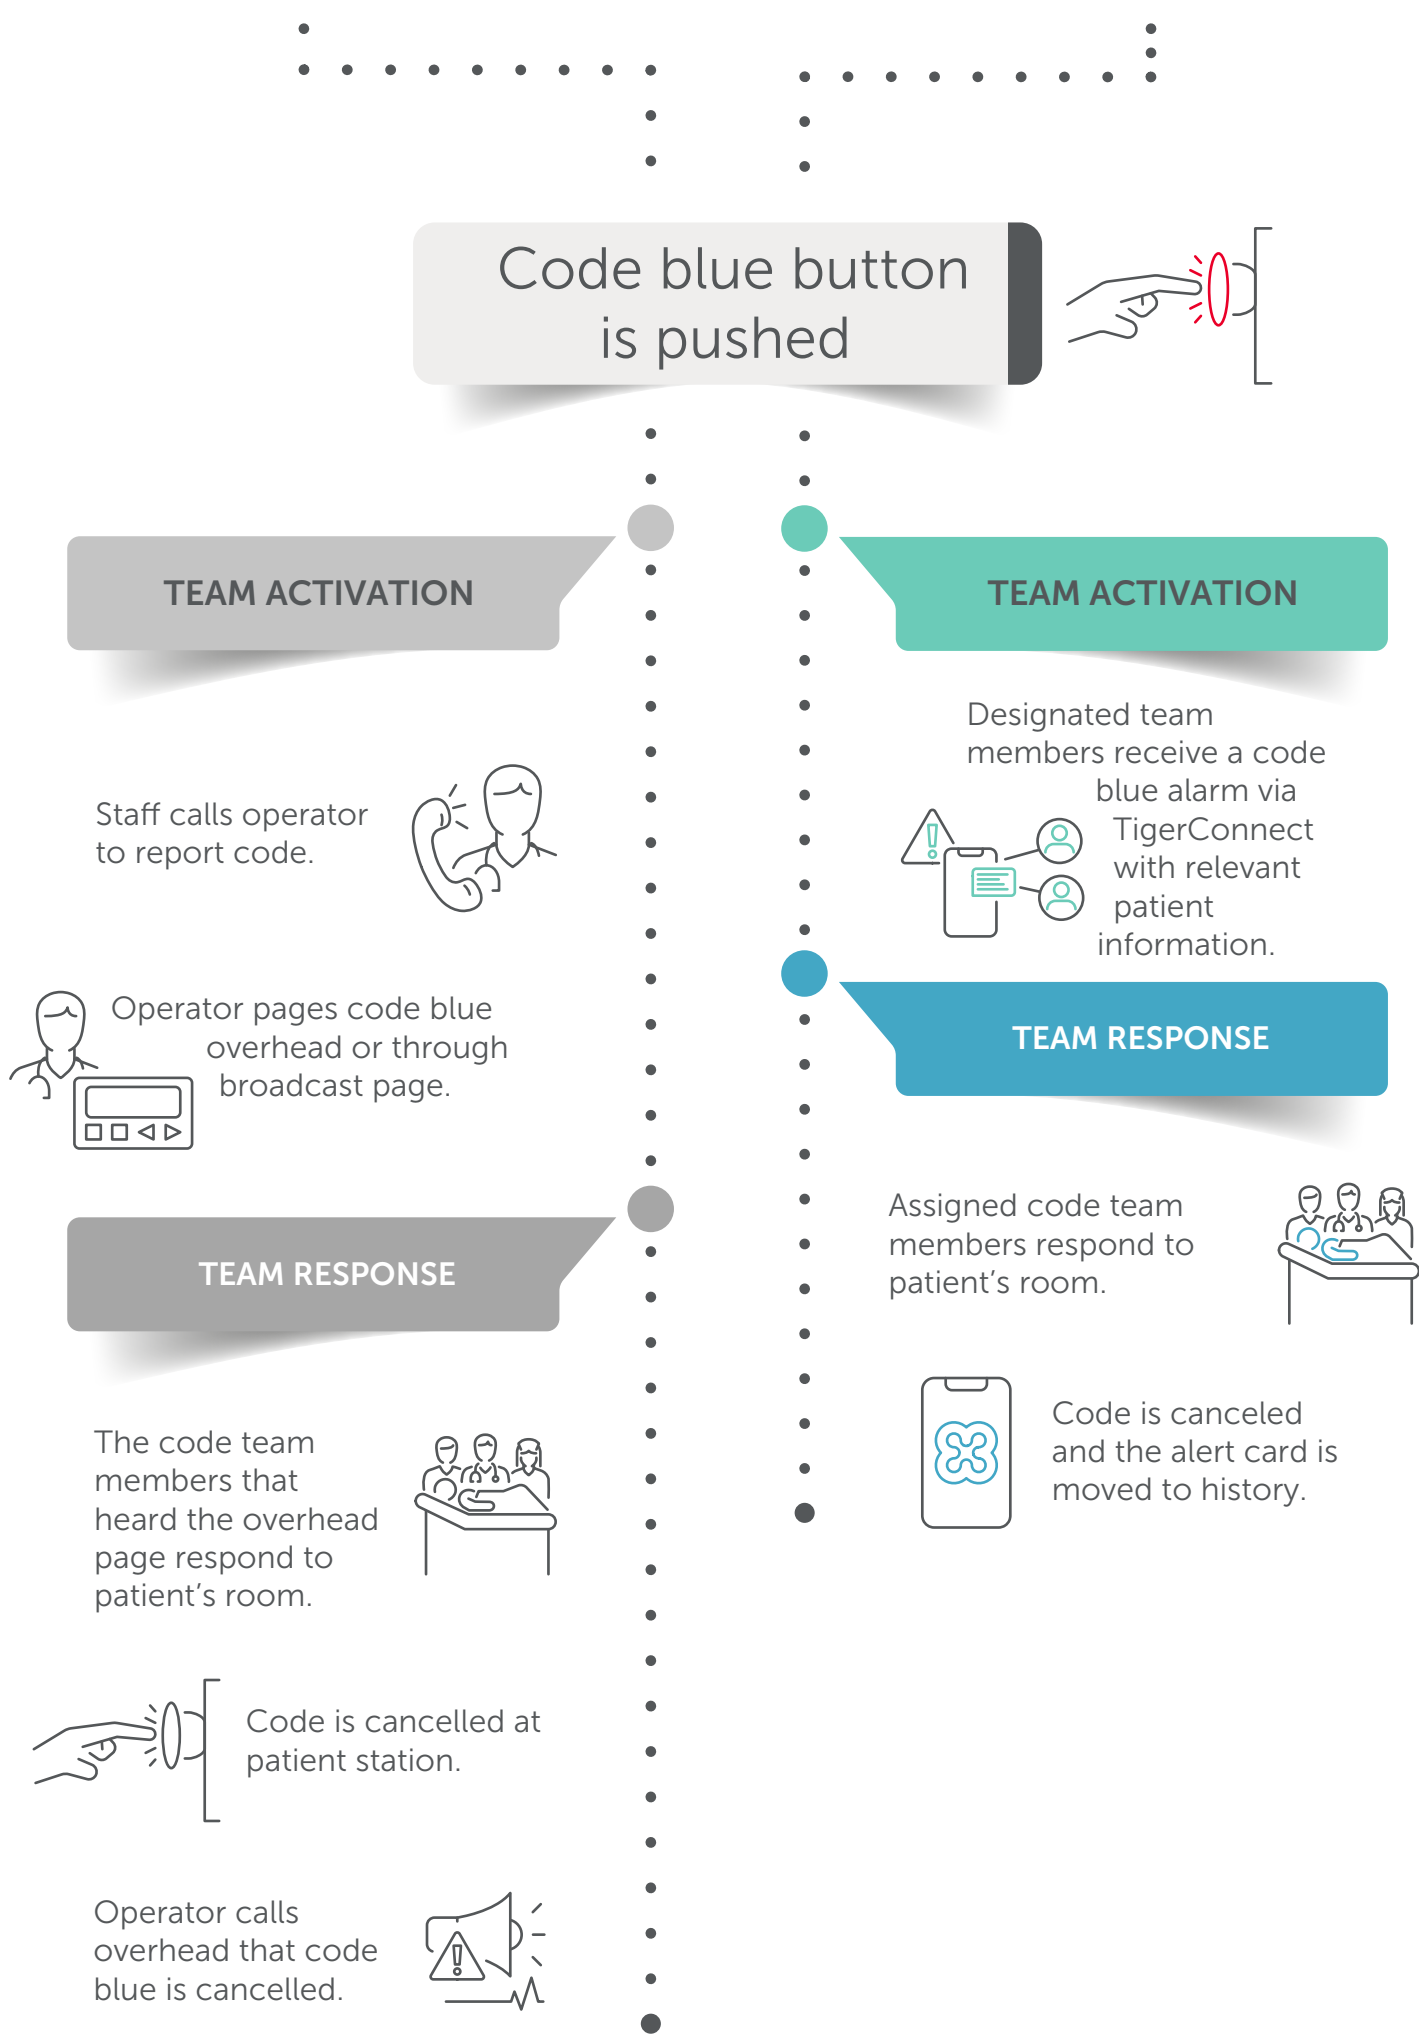 Code blue button
is pushed
TEAM ACTIVATION
Staff calls operator
to report code.
Operator pages code blue
overhead or through
broadcast page.
TEAM RESPONSE
The code team
members that
heard the overhead
page respond to
patient’s room.
Code is cancelled at
patient station.
Operator calls
overhead that code
blue is cancelled.
TEAM ACTIVATION
Designated team
members receive a code
blue alarm via
TigerConnect
with relevant
patient
information.
TEAM RESPONSE
Assigned code team
members respond to
patient’s room.
Code is canceled
and the alert card is
moved to history.